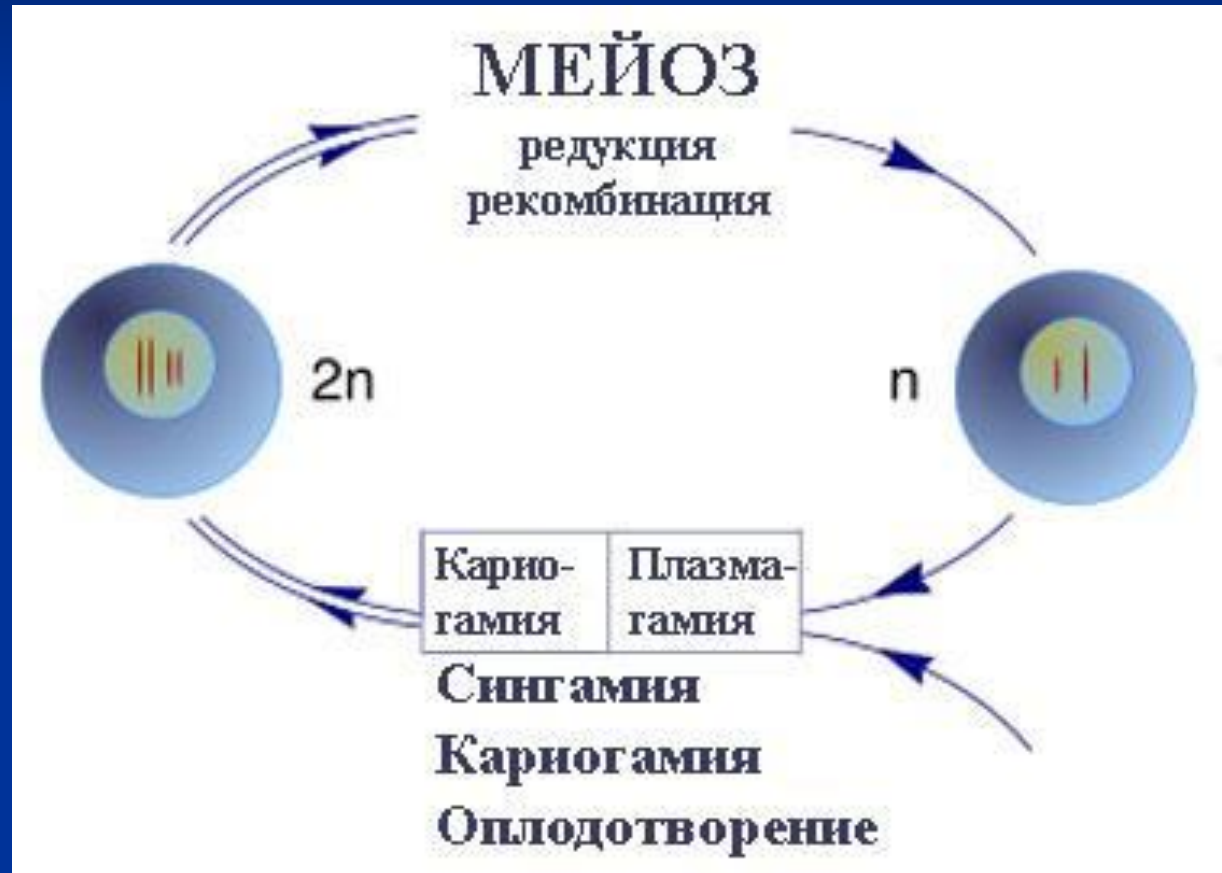 МЕЙОЗ
редукция
рекомбинация
2n
n
Карио-
гамия
Плазма-
гамия
Сингамия
Кариогамия
Оплодотворение